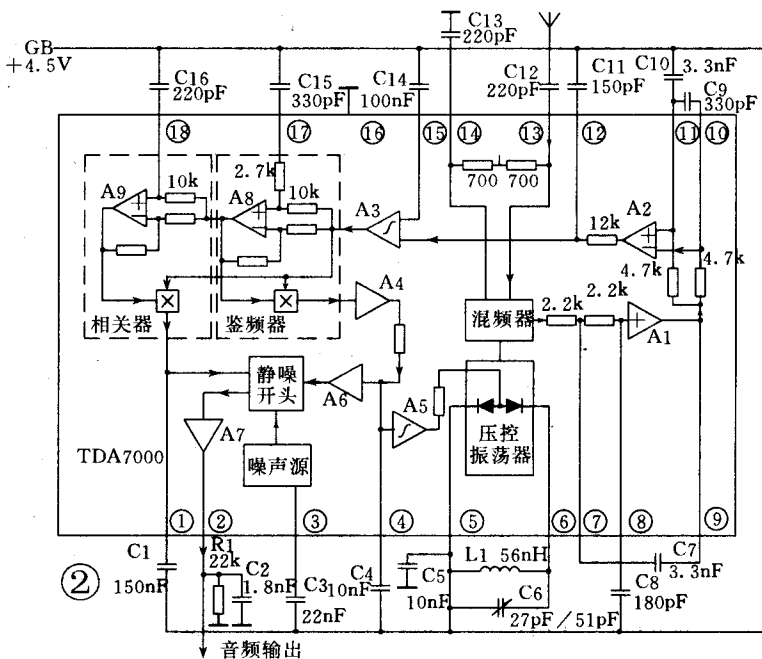 GB
+4.5V
C16
220pF
C15
330pF
C14
100nF
C13
220pF
C12
220pF
C11
150pF
C10
3.3nF
C9
330pF
⑱
⑰
⑯
⑮
⑭
⑬
⑫
⑪
⑩
A9
10k
2.7k
A8
10k
A3
700
700
12k
A2
4.7k
4.7k
相关器
鉴频器
A4
混频器
2.2k
2.2k
A1
静噪
开头
A6
A5
压控
振荡器
A7
噪声源
TDA7000
①
②
③
④
⑤
⑥
⑦
⑧
⑨
②
C1
150nF
R1
22k
C2
1.8nF
C3
22nF
C4
10nF
C5
10nF
L1 56nH
C6
27pF/51pF
C7
3.3nF
C8
180pF
音频输出